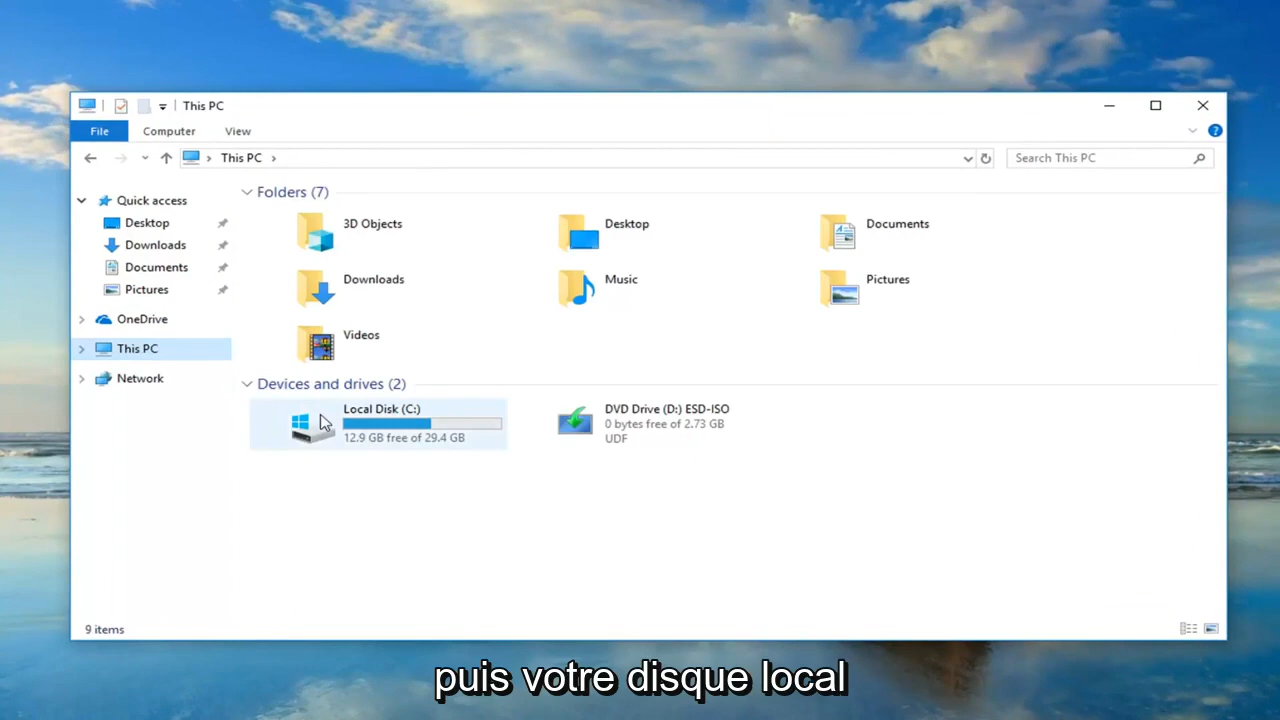 This PC
File Computer View
This PC
Search This PC
Quick access
Desktop
Downloads
Documents
Pictures
OneDrive
This PC
Network
Folders (7)
3D Objects
Desktop
Documents
Downloads
Music
Pictures
Videos
Devices and drives (2)
Local Disk (C:)
12.9 GB free of 29.4 GB
DVD Drive (D:) ESD-ISO
0 bytes free of 2.73 GB
UDF
9 items
puis votre disque local